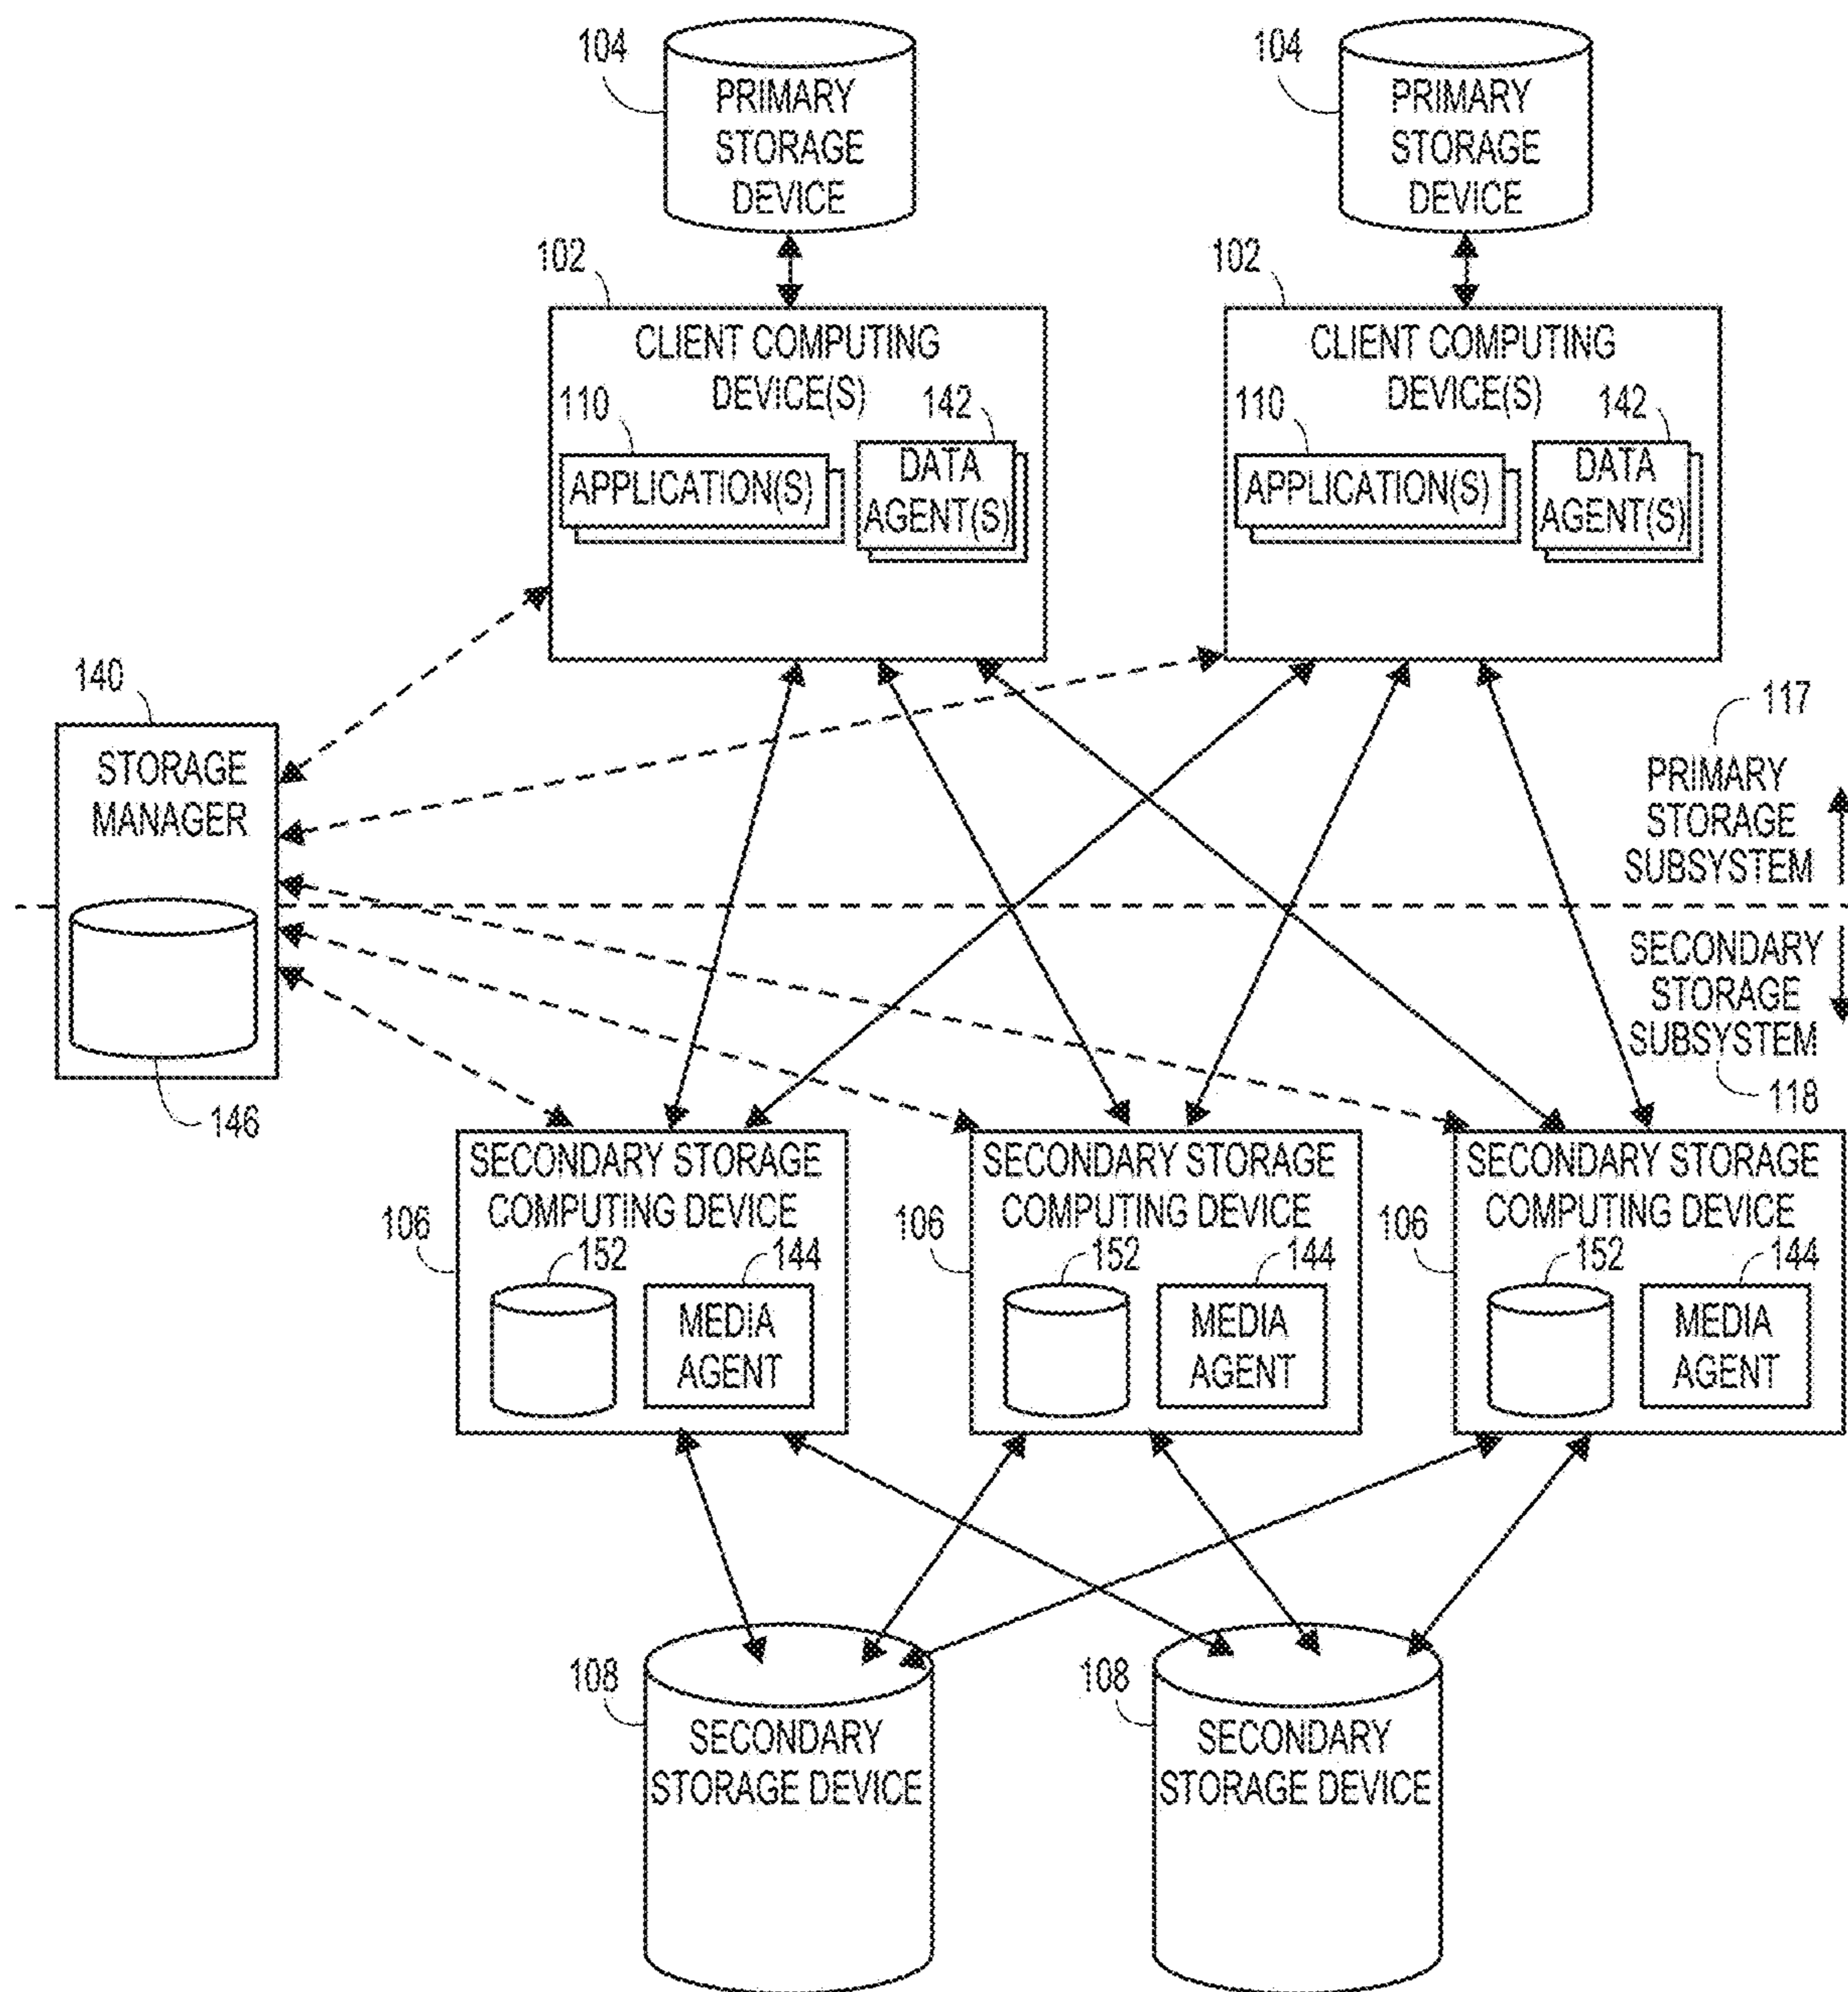 104
PRIMARY
STORAGE
DEVICE
104
PRIMARY
STORAGE
DEVICE
102
CLIENT COMPUTING
DEVICE(S)
110
APPLICATION(S)
142
DATA
AGENT(S)
102
CLIENT COMPUTING
DEVICE(S)
110
APPLICATION(S)
142
DATA
AGENT(S)
140
STORAGE
MANAGER
146
117
PRIMARY
STORAGE
SUBSYSTEM
SECONDARY
STORAGE
SUBSYSTEM
118
106
SECONDARY STORAGE
COMPUTING DEVICE
152
144
MEDIA
AGENT
106
SECONDARY STORAGE
COMPUTING DEVICE
152
144
MEDIA
AGENT
106
SECONDARY STORAGE
COMPUTING DEVICE
152
144
MEDIA
AGENT
108
SECONDARY
STORAGE DEVICE
108
SECONDARY
STORAGE DEVICE